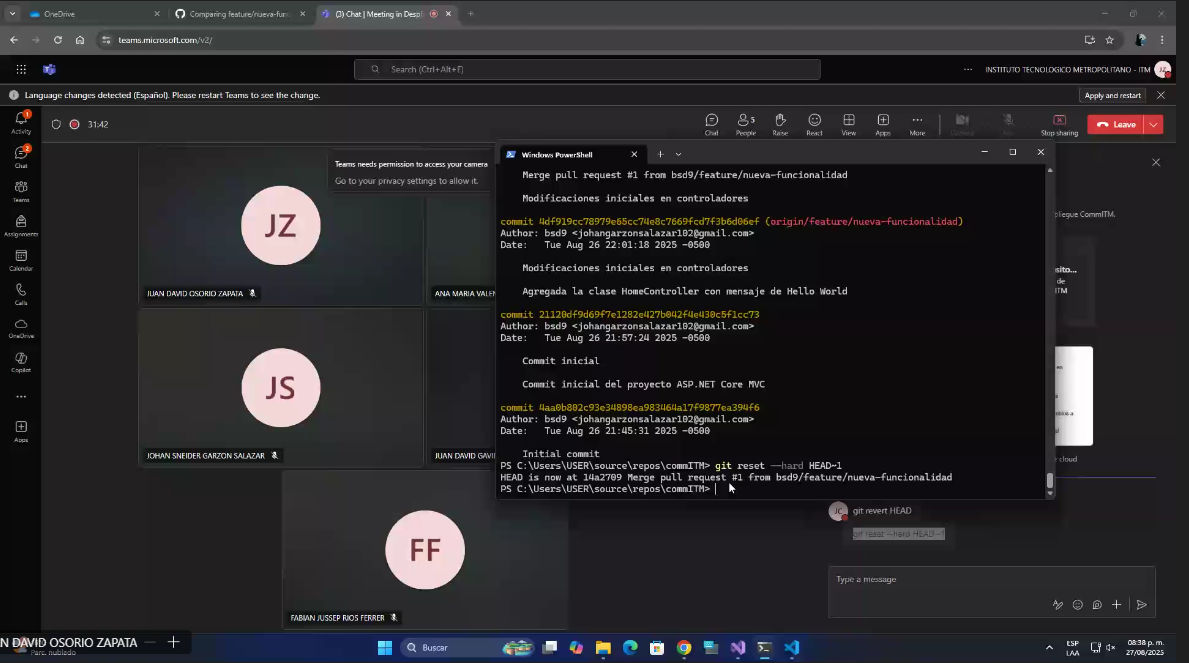 OneDrive
Comparing feature/nueva-func
(3) Chat | Meeting in Despl
teams.microsoft.com/v2/
Search (Ctrl+Alt+E)
INSTITUTO TECNOLOGICO METROPOLITANO - ITM
JZ
Language changes detected (Español). Please restart Teams to see the change.
Apply and restart
31:42
Chat
People
5
Raise
React
View
Apps
More
Camera
Stop sharing
Leave
1
Activity
2
Chat
Teams
Assignments
Calendar
Calls
OneDrive
Copilot
Apps
Teams needs permission to access your camera
Go to your privacy settings to allow it.
JZ
JUAN DAVID OSORIO ZAPATA
ANA MARIA VALEN
JS
JOHAN SNEIDER GARZON SALAZAR
JUAN DAVID GAVI
FF
FABIAN JUSSEP RIOS FERRER
Windows PowerShell
Merge pull request #1 from bsd9/feature/nueva-funcionalidad
Modificaciones iniciales en controladores
commit 4df919cc78979e65cc74e8c7669fcd7f3b6d06ef (origin/feature/nueva-funcionalidad)
Author: bsd9 <johangarzonsalazar102@gmail.com>
Date: Tue Aug 26 22:01:18 2025 -0500
Modificaciones iniciales en controladores
Agregada la clase HomeController con mensaje de Hello World
commit 21120df9d69f7e1282e427b042f4e430c5f1cc73
Author: bsd9 <johangarzonsalazar102@gmail.com>
Date: Tue Aug 26 21:57:24 2025 -0500
Commit inicial
Commit inicial del proyecto ASP.NET Core MVC
commit 4aa0b802c93e34898ea983464a17f9877ea394f6
Author: bsd9 <johangarzonsalazar102@gmail.com>
Date: Tue Aug 26 21:45:31 2025 -0500
Initial commit
PS C:\Users\USER\source\repos\commITM> git reset --hard HEAD~1
HEAD is now at 14a2709 Merge pull request #1 from bsd9/feature/nueva-funcionalidad
PS C:\Users\USER\source\repos\commITM>
pliegue CommITM.
ósito...
de
ITM
JC
git revert HEAD
git reset --hard HEAD~1
Type a message
N DAVID OSORIO ZAPATA
Parc. nublado
Buscar
ESP
LAA
08:38 p. m.
27/08/2025